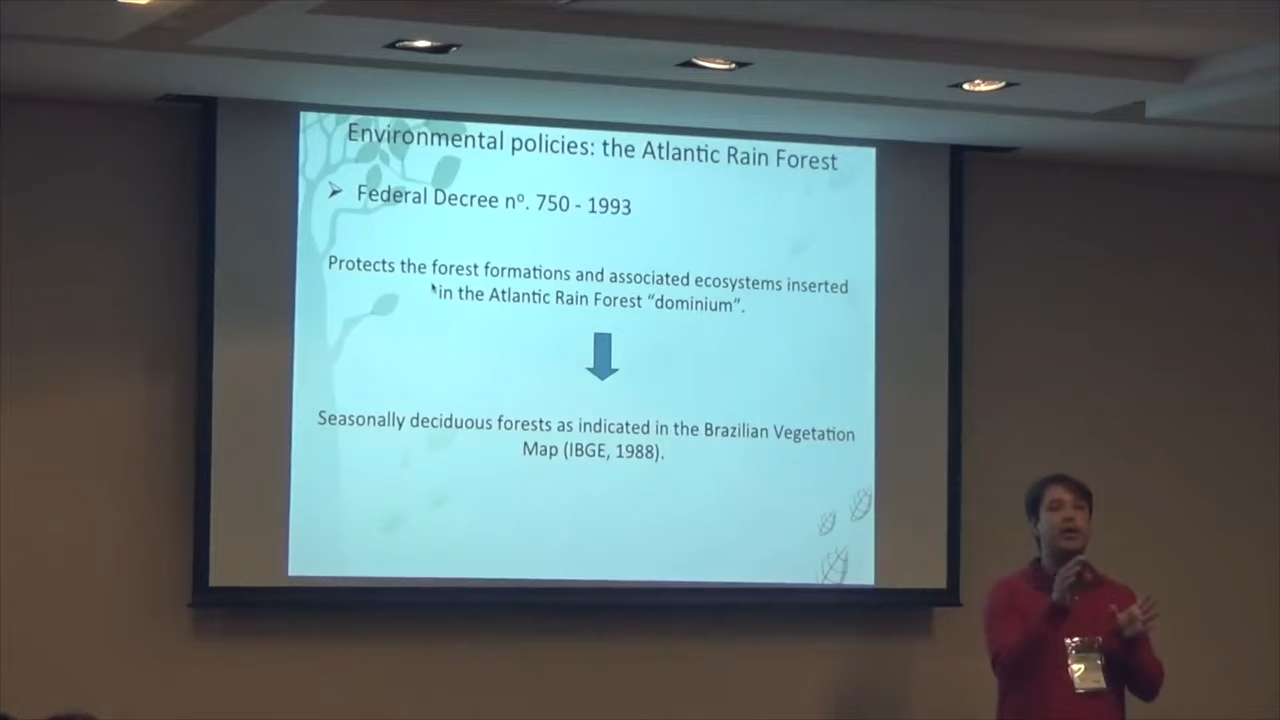 Environmental policies: the Atlantic Rain Forest
➢ Federal Decree nº. 750 - 1993
Protects the forest formations and associated ecosystems inserted
in the Atlantic Rain Forest “dominium”.
Seasonally deciduous forests as indicated in the Brazilian Vegetation
Map (IBGE, 1988).